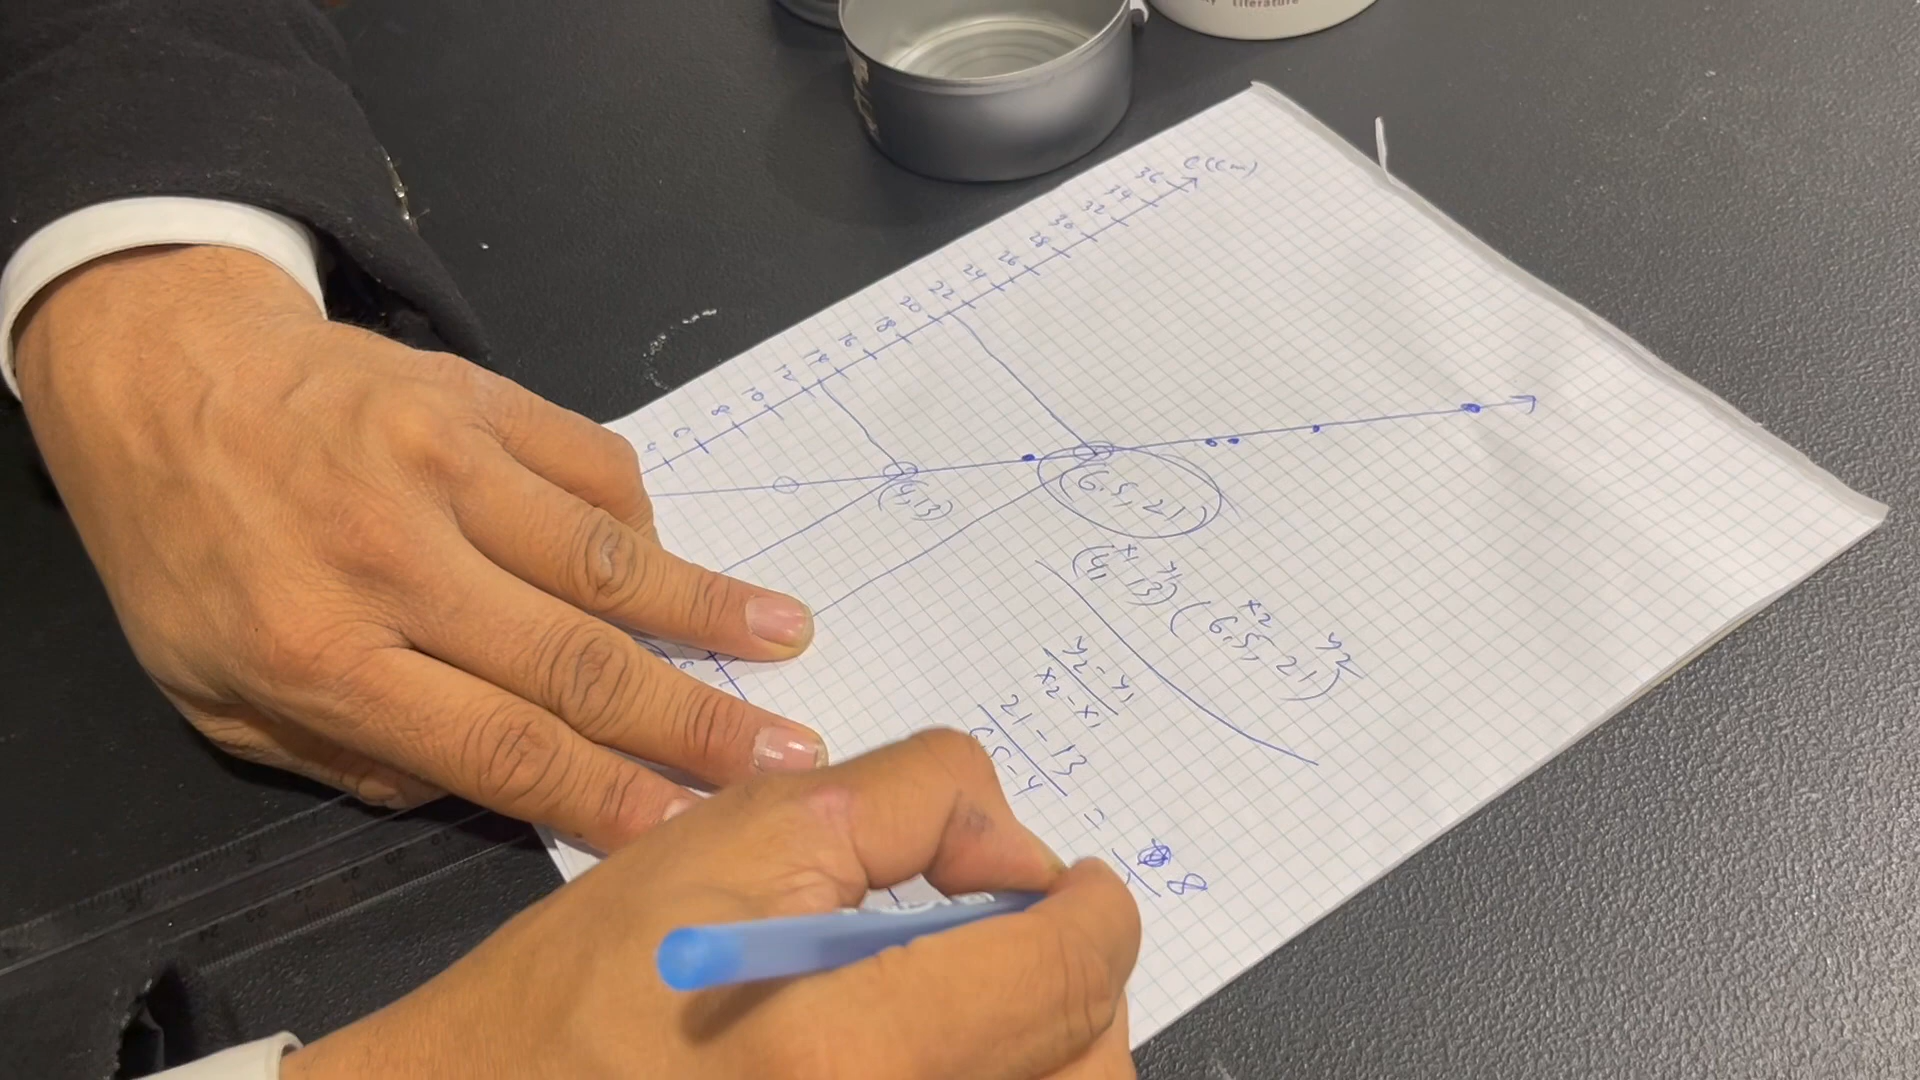 Literature
C (cm)
36
34
32
30
28
26
24
22
20
18
16
14
12
10
8
6
4
(4,13)
(6.5, 21)
x1 y1 x2 y2
(4, 13) (6.5, 21)
y2 - y1
x2 - x1
21 - 13 = 8
6.5 - 4